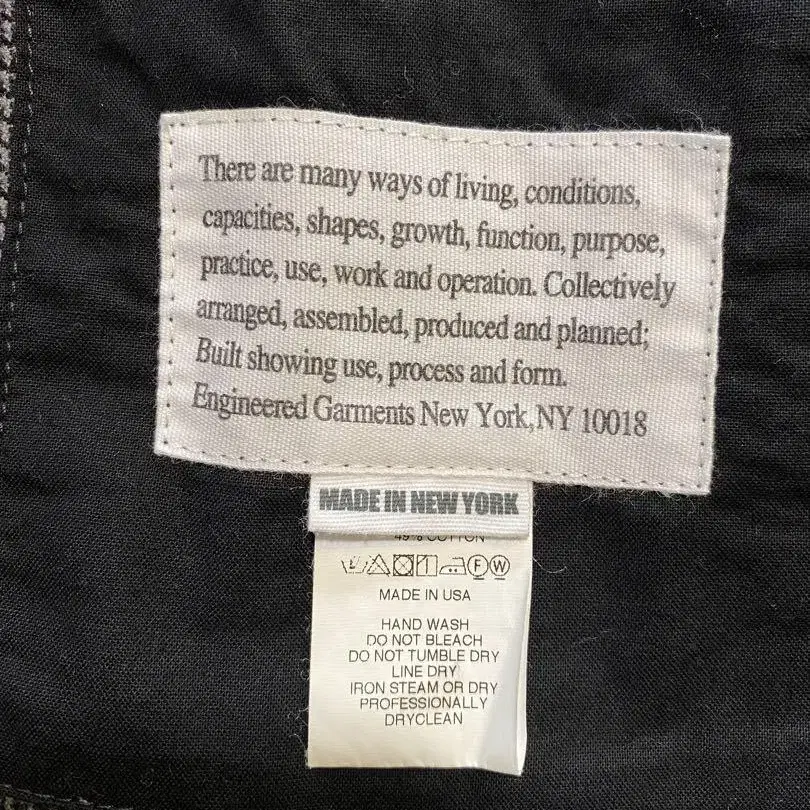 There are many ways of living, conditions,
capacities, shapes, growth, function, purpose,
practice, use, work and operation. Collectively
arranged, assembled, produced and planned;
Built showing use, process and form.
Engineered Garments New York,NY 10018
MADE IN NEW YORK
49% COTTON
F W
MADE IN USA
HAND WASH
DO NOT BLEACH
DO NOT TUMBLE DRY
LINE DRY
IRON STEAM OR DRY
PROFESSIONALLY
DRYCLEAN